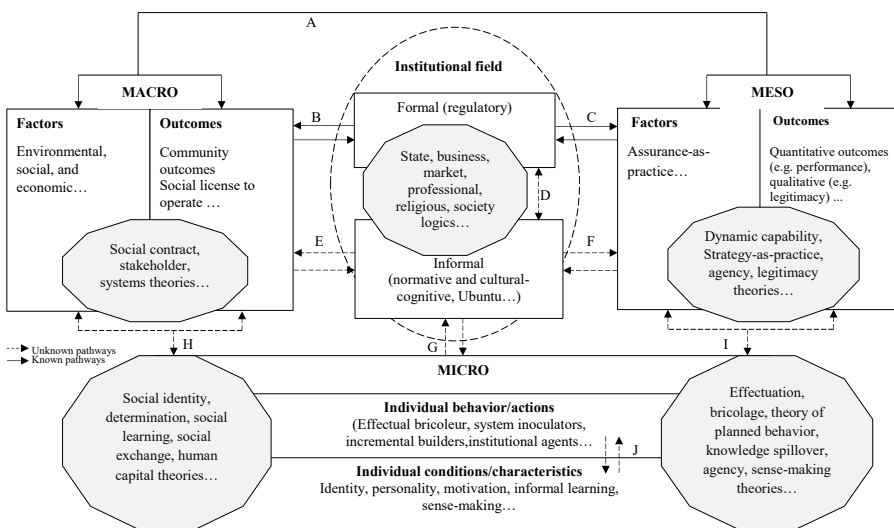 A
Institutional field
MACRO
MESO
Factors
Environmental,
social, and
economic…
Outcomes
Community
outcomes
Social license to
operate …
Social contract,
stakeholder,
systems theories…
B
Formal (regulatory)
C
State, business,
market,
professional,
religious, society
logics…
D
E
Informal
(normative and cultural-
cognitive, Ubuntu…)
F
Factors
Assurance-as-
practice…
Outcomes
Quantitative outcomes
(e.g. performance),
qualitative (e.g.
legitimacy) ...
Dynamic capability,
Strategy-as-practice,
agency, legitimacy
theories…
Unknown pathways
Known pathways
H
G
I
MICRO
Social identity,
determination, social
learning, social
exchange, human
capital theories…
Individual behavior/actions
(Effectual bricoleur, system inoculators,
incremental builders,institutional agents…
J
Individual conditions/characteristics
Identity, personality, motivation, informal learning,
sense-making…
Effectuation,
bricolage, theory of
planned behavior,
knowledge spillover,
agency, sense-making
theories…